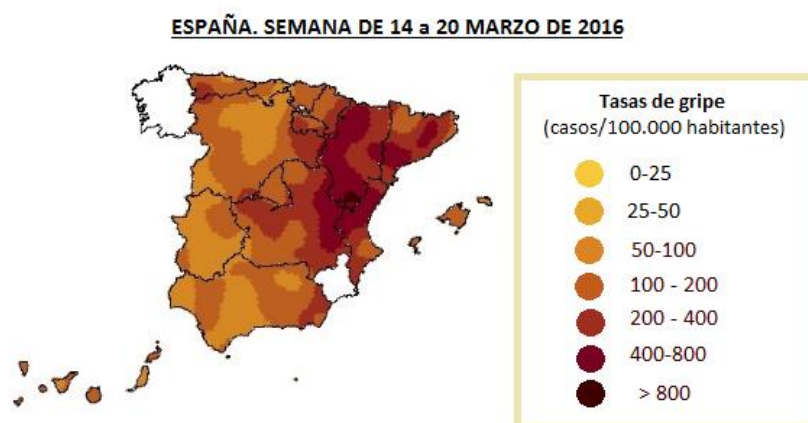 ESPAÑA. SEMANA DE 14 a 20 MARZO DE 2016
Tasas de gripe
(casos/100.000 habitantes)
0-25
25-50
50-100
100 - 200
200 - 400
400-800
> 800